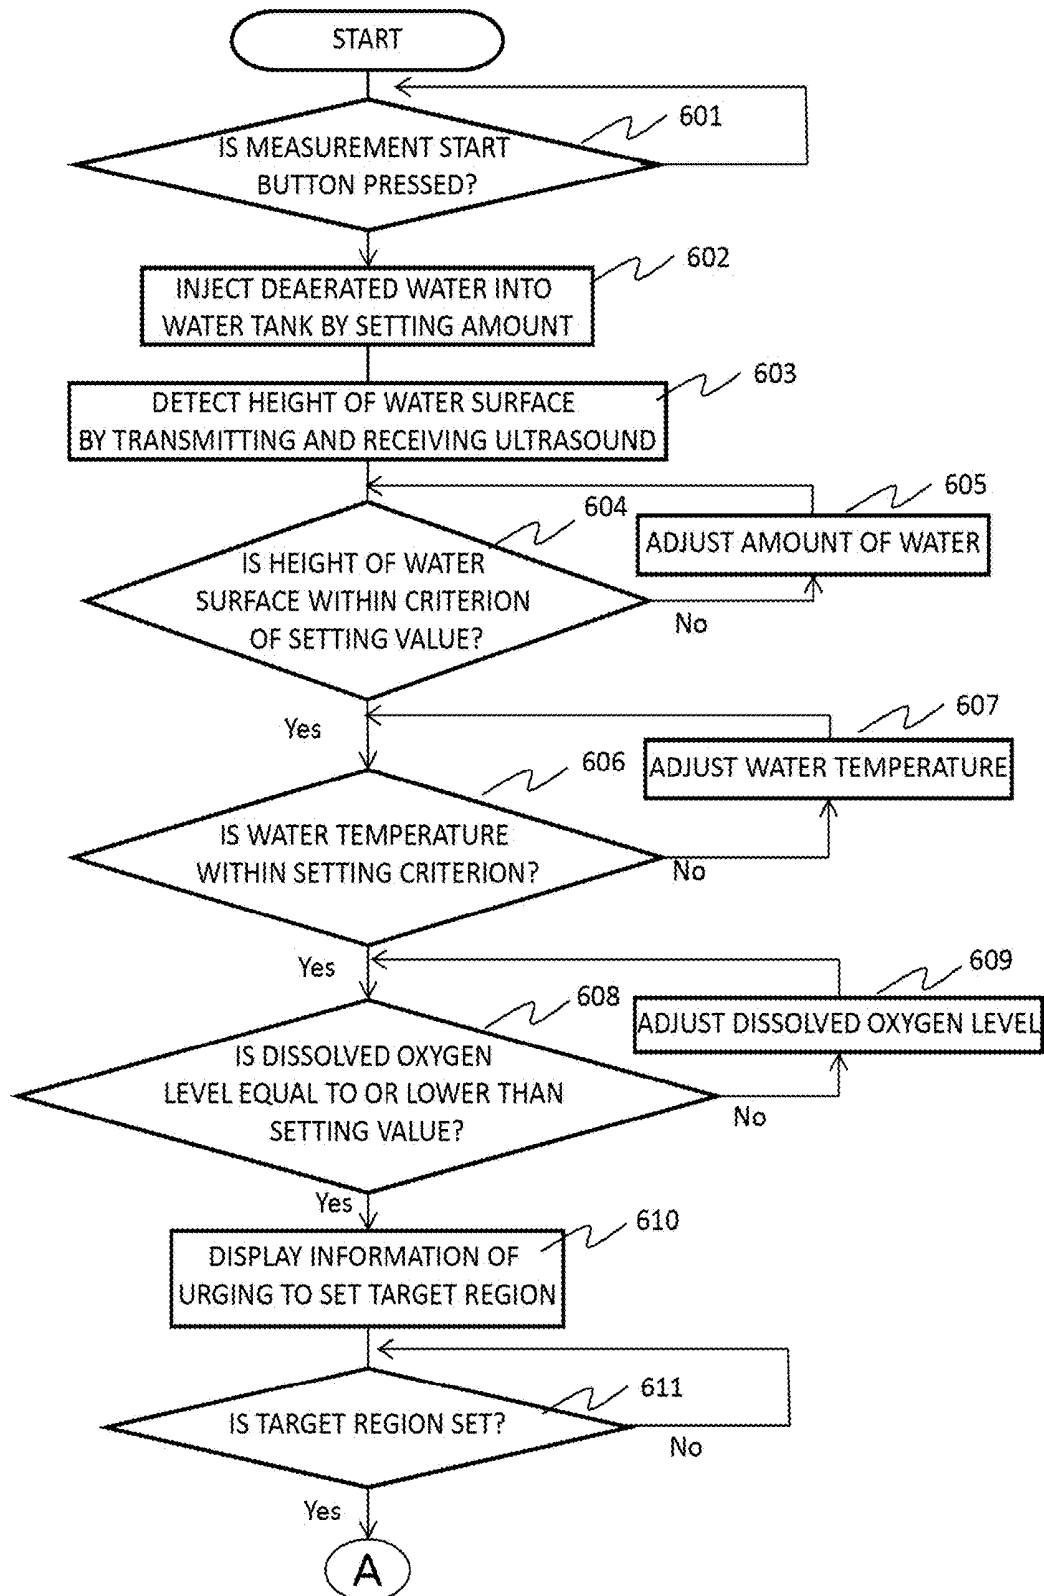 START
601
IS MEASUREMENT START
BUTTON PRESSED?
602
INJECT DEAERATED WATER INTO
WATER TANK BY SETTING AMOUNT
603
DETECT HEIGHT OF WATER SURFACE
BY TRANSMITTING AND RECEIVING ULTRASOUND
604
605
IS HEIGHT OF WATER
SURFACE WITHIN CRITERION
OF SETTING VALUE?
ADJUST AMOUNT OF WATER
No
Yes
606
607
ADJUST WATER TEMPERATURE
IS WATER TEMPERATURE
WITHIN SETTING CRITERION?
No
Yes
608
609
ADJUST DISSOLVED OXYGEN LEVEL
IS DISSOLVED OXYGEN
LEVEL EQUAL TO OR LOWER THAN
SETTING VALUE?
No
Yes
610
DISPLAY INFORMATION OF
URGING TO SET TARGET REGION
611
IS TARGET REGION SET?
No
Yes
A